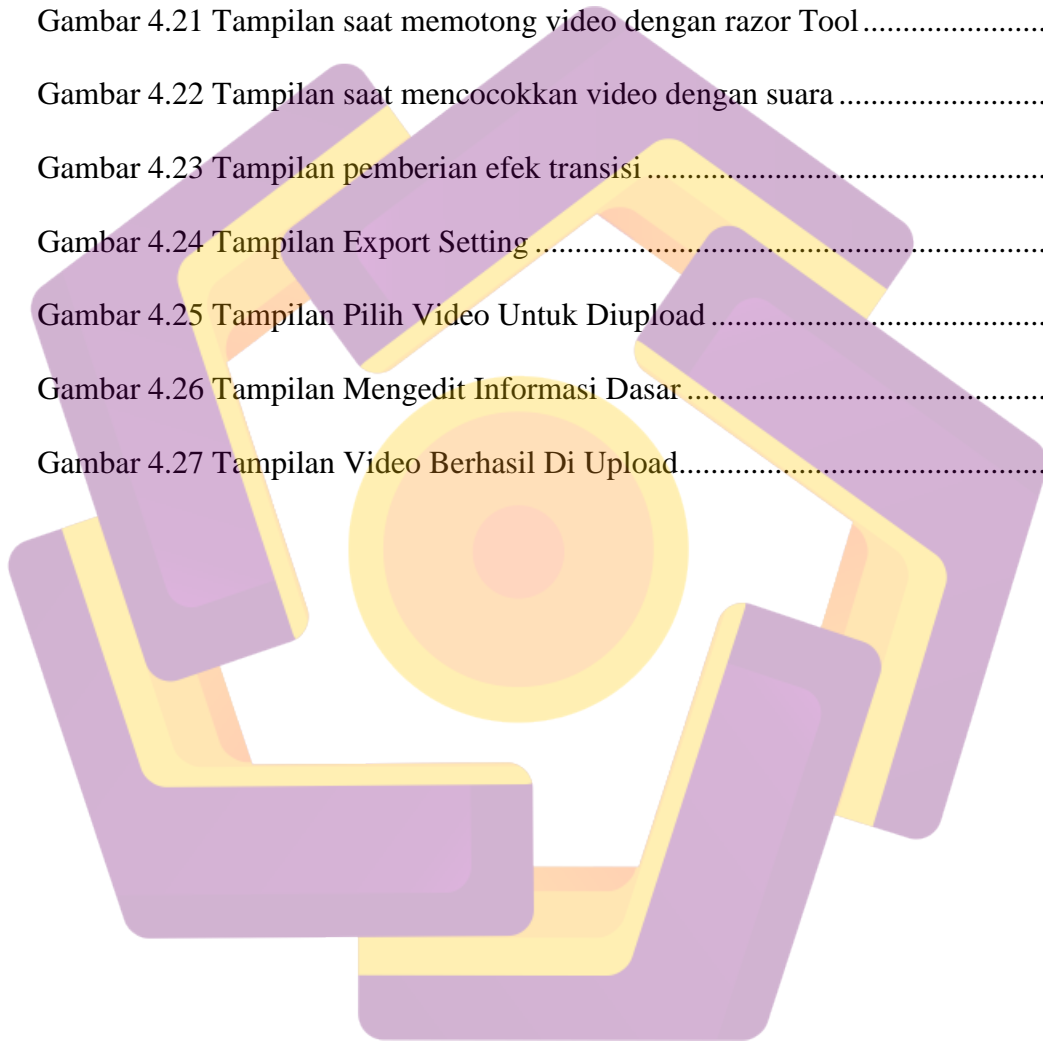 Gambar 4.21 Tampilan saat memotong video dengan razor Tool.......................
Gambar 4.22 Tampilan saat mencocokkan video dengan suara..........................
Gambar 4.23 Tampilan pemberian efek transisi.................................................
Gambar 4.24 Tampilan Export Setting................................................................
Gambar 4.25 Tampilan Pilih Video Untuk Diupload..........................................
Gambar 4.26 Tampilan Mengedit Informasi Dasar.............................................
Gambar 4.27 Tampilan Video Berhasil Di Upload..............................................